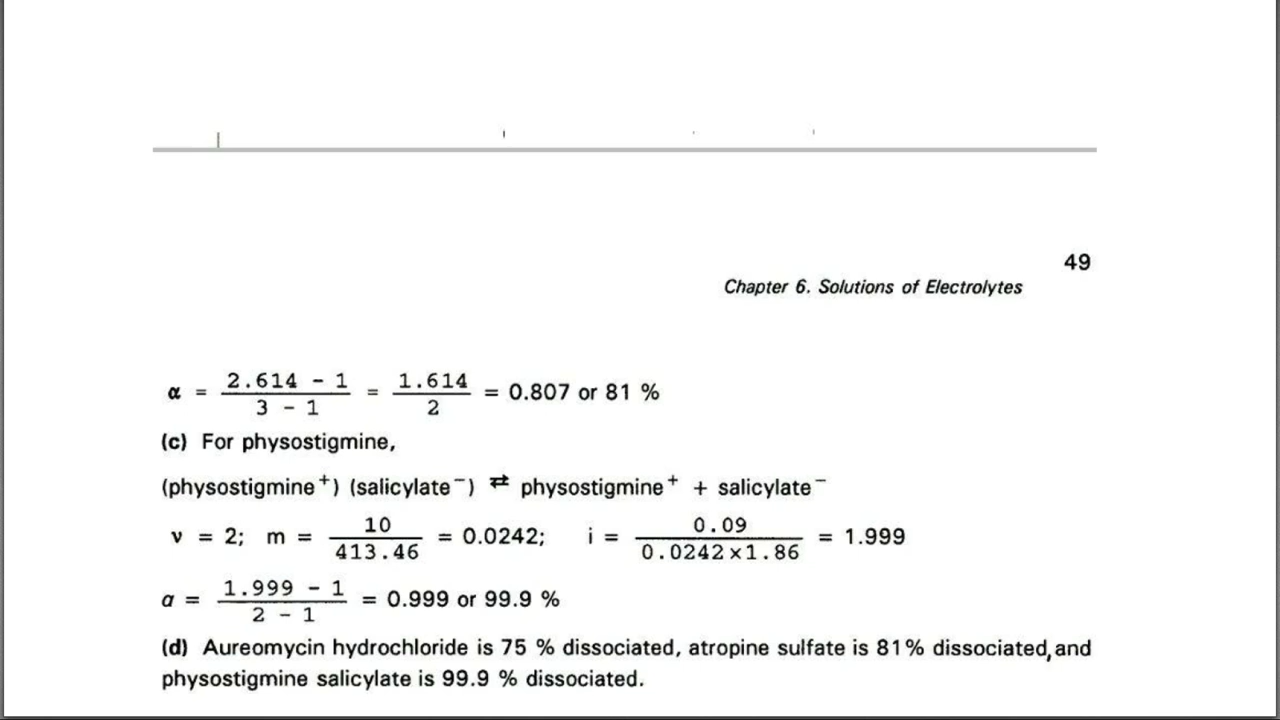 49
Chapter 6. Solutions of Electrolytes
α = (2.614 - 1)/(3 - 1) = 1.614/2 = 0.807 or 81 %
(c) For physostigmine,
(physostigmine⁺) (salicylate⁻) ⇄ physostigmine⁺ + salicylate⁻
ν = 2; m = 10/413.46 = 0.0242; i = 0.09/(0.0242×1.86) = 1.999
α = (1.999 - 1)/(2 - 1) = 0.999 or 99.9 %
(d) Aureomycin hydrochloride is 75 % dissociated, atropine sulfate is 81% dissociated, and
physostigmine salicylate is 99.9 % dissociated.